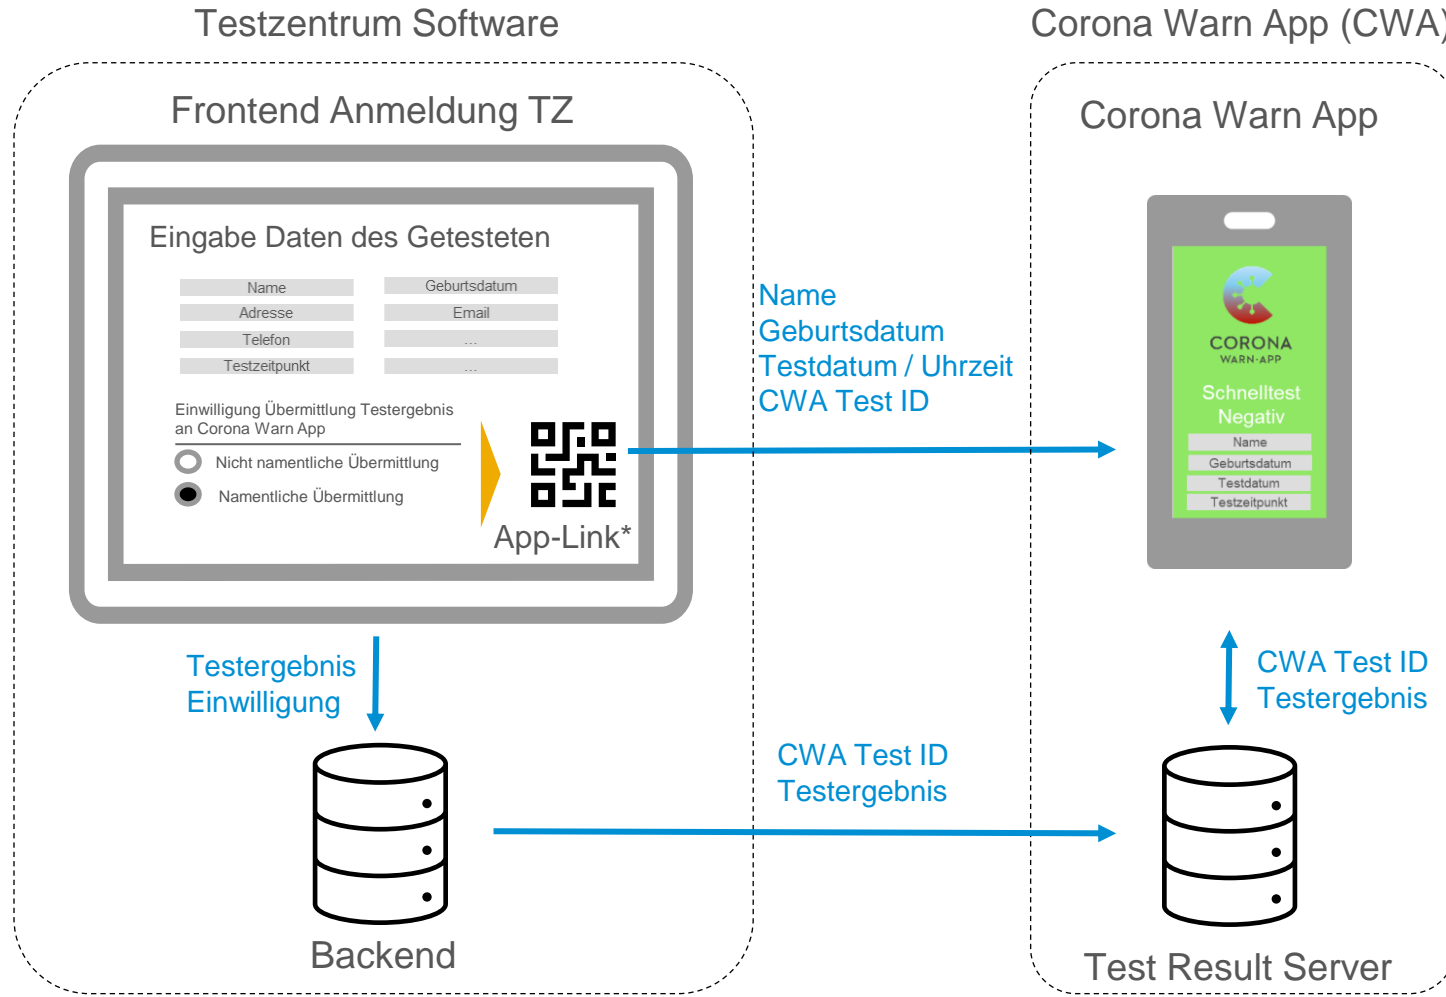 Testzentrum Software
Corona Warn App (CWA)
Frontend Anmeldung TZ
Corona Warn App
Eingabe Daten des Getesteten
Name
Geburtsdatum
Adresse
Email
Telefon
...
Testzeitpunkt
...
Einwilligung Übermittlung Testergebnis
an Corona Warn App
Nicht namentliche Übermittlung
Namentliche Übermittlung
App-Link*
Name
Geburtsdatum
Testdatum / Uhrzeit
CWA Test ID
CORONA
WARN-APP
Schnelltest
Negativ
Name
Geburtsdatum
Testdatum
Testzeitpunkt
Testergebnis
Einwilligung
CWA Test ID
Testergebnis
CWA Test ID
Testergebnis
Backend
Test Result Server